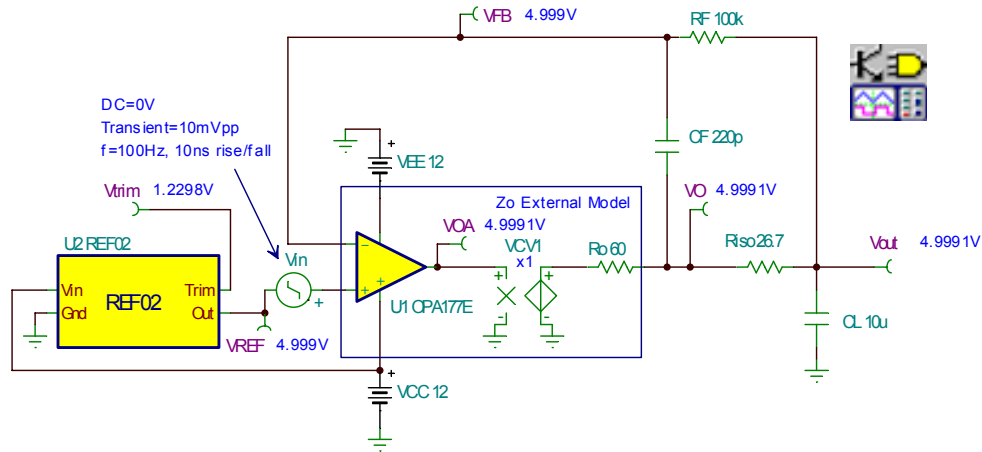 VFB 4.999V
RF 100k
DC=0V
Transient=10mVpp
f=100Hz, 10ns rise/fall
VEE 12
CF 220p
Vtrim 1.2298V
Zo External Model
VO 4.9991V
VOA 4.9991V
U2 REF02
Vin
VCV1
x1
Ro 60
Riso 26.7
Vout 4.9991V
Vin
Trim
REF02
Gnd
Out
U1 OPA177E
CL 10u
VREF 4.999V
VCC 12